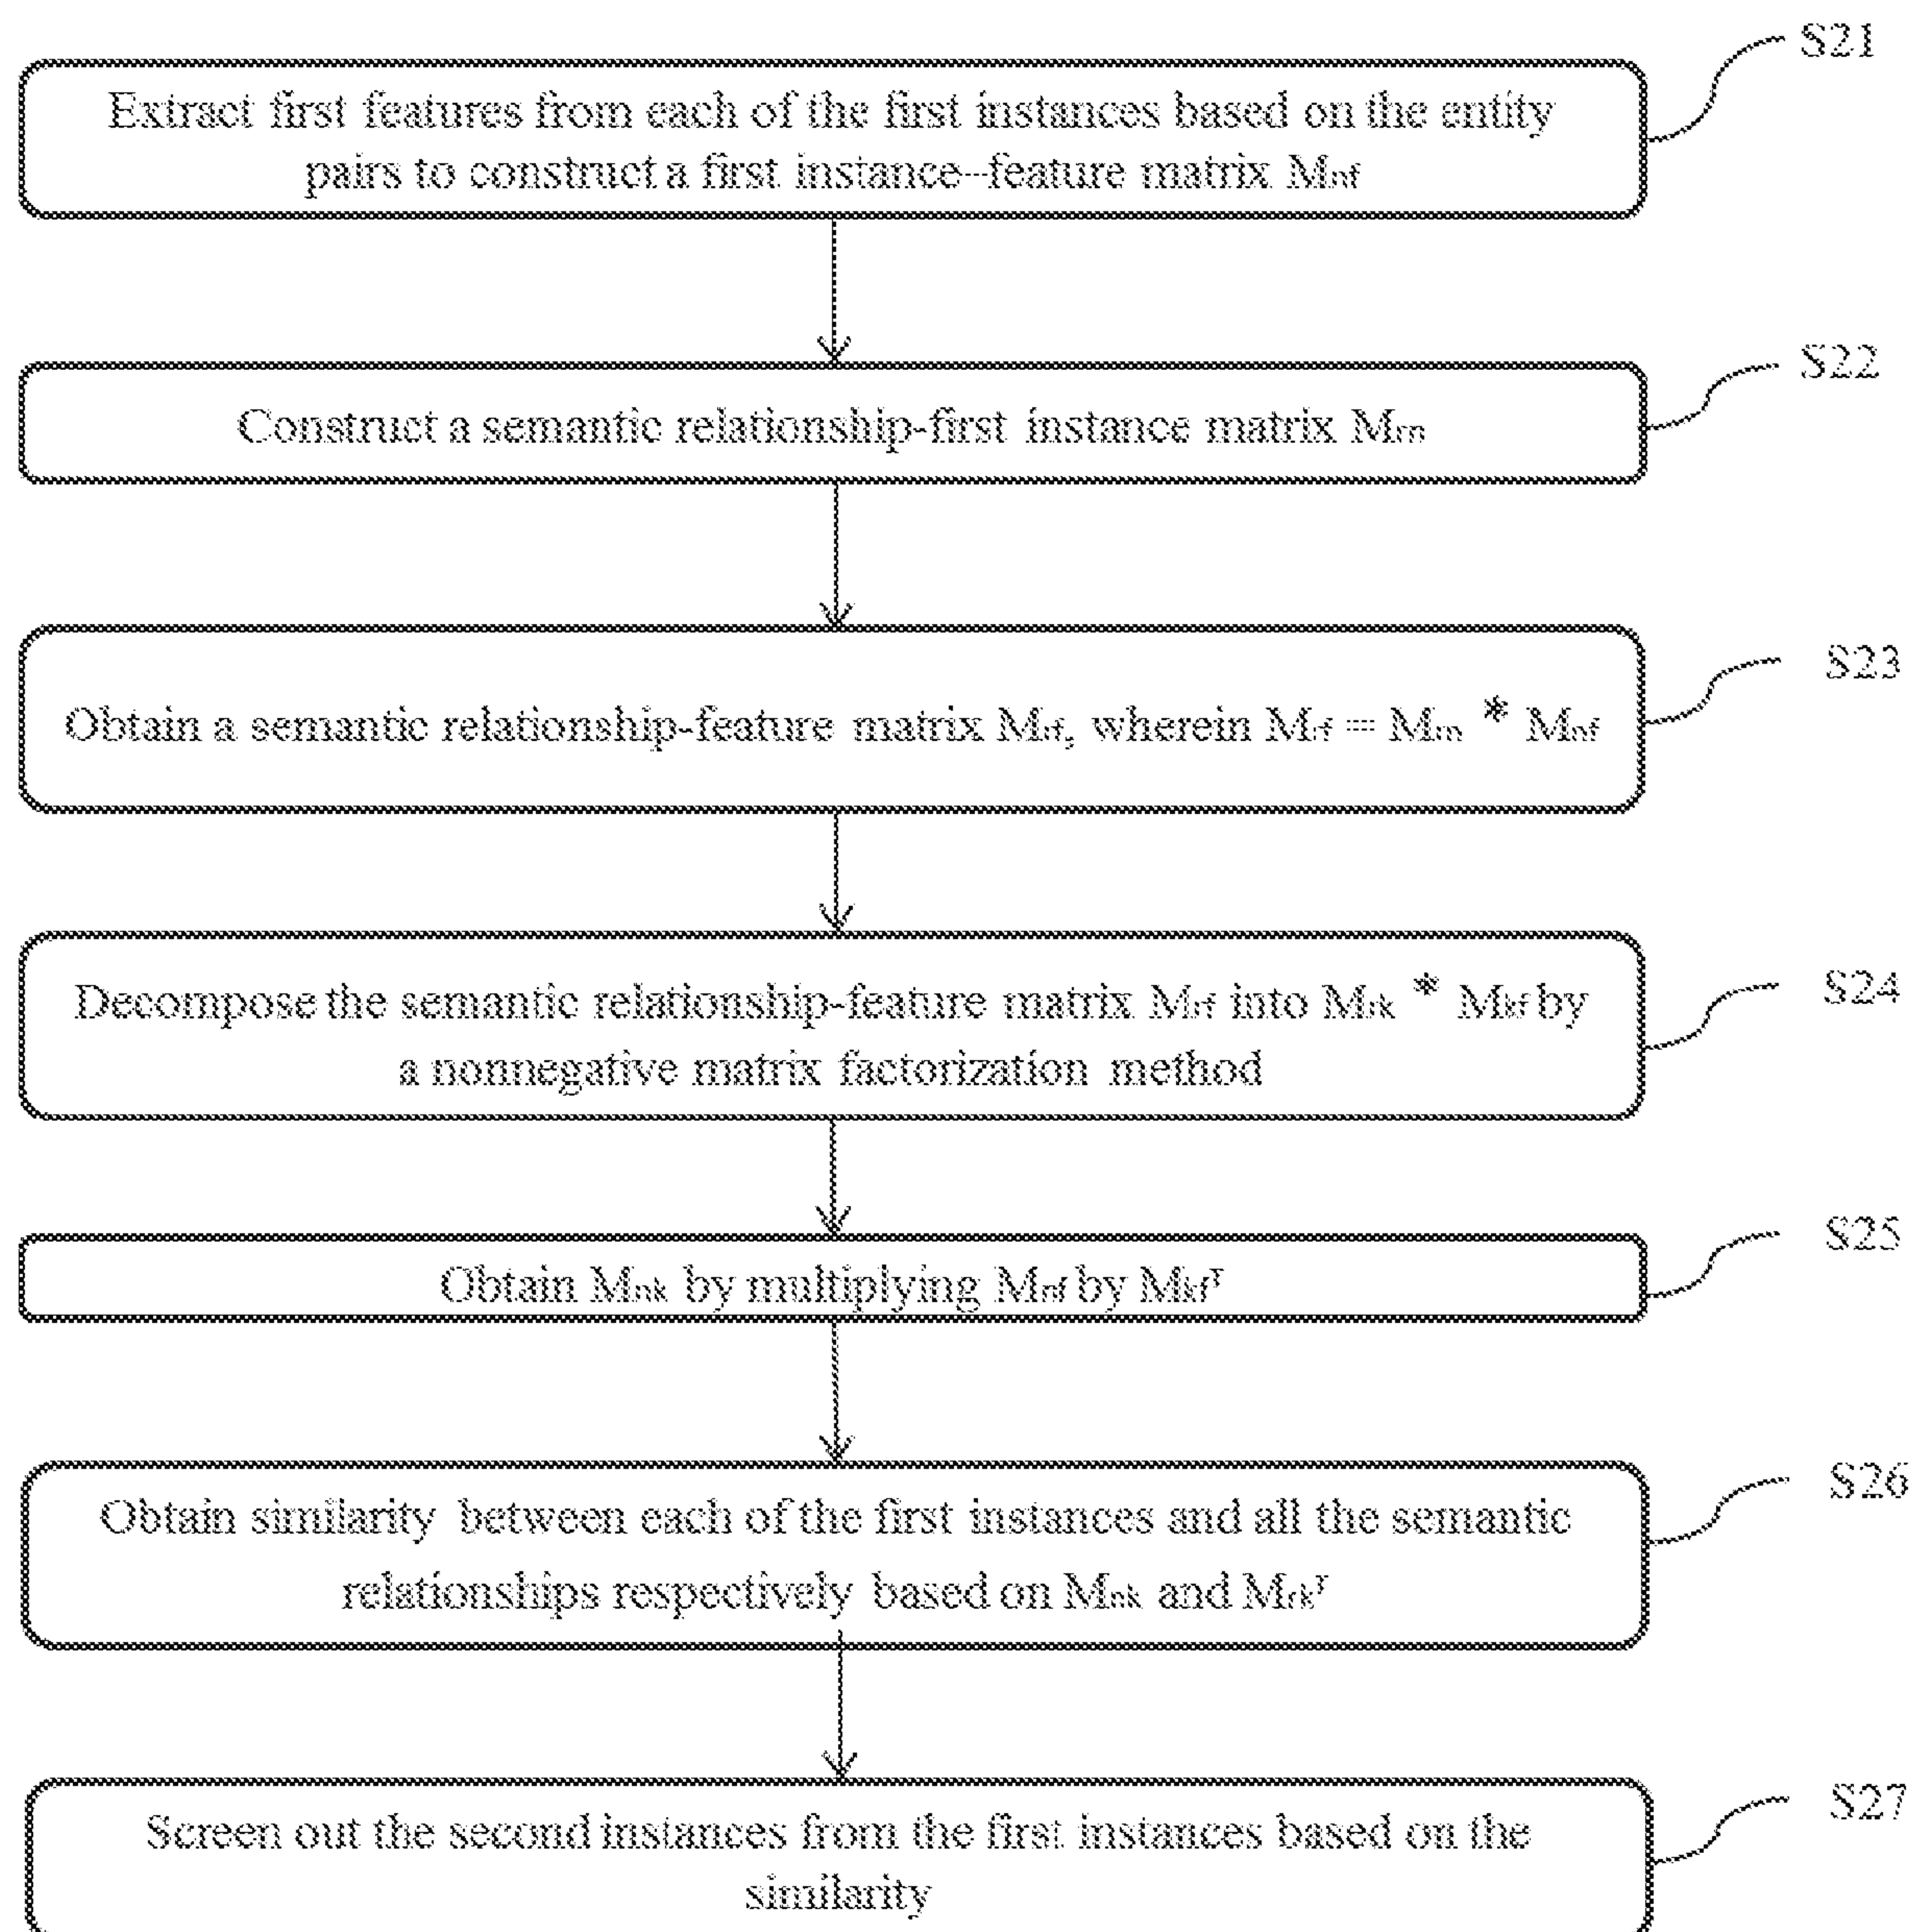 S21
Extract first features from each of the first instances based on the entity
pairs to construct a first instance--feature matrix Mnf
S22
Construct a semantic relationship-first instance matrix Mrn
S23
Obtain a semantic relationship-feature matrix Mrf, wherein Mrf = Mrn * Mnf
S24
Decompose the semantic relationship-feature matrix Mrf into Mrk * Mkf by
a nonnegative matrix factorization method
S25
Obtain Mnk by multiplying Mnf by MkfT
S26
Obtain similarity between each of the first instances and all the semantic
relationships respectively based on Mnk and MrkT
S27
Screen out the second instances from the first instances based on the
similarity